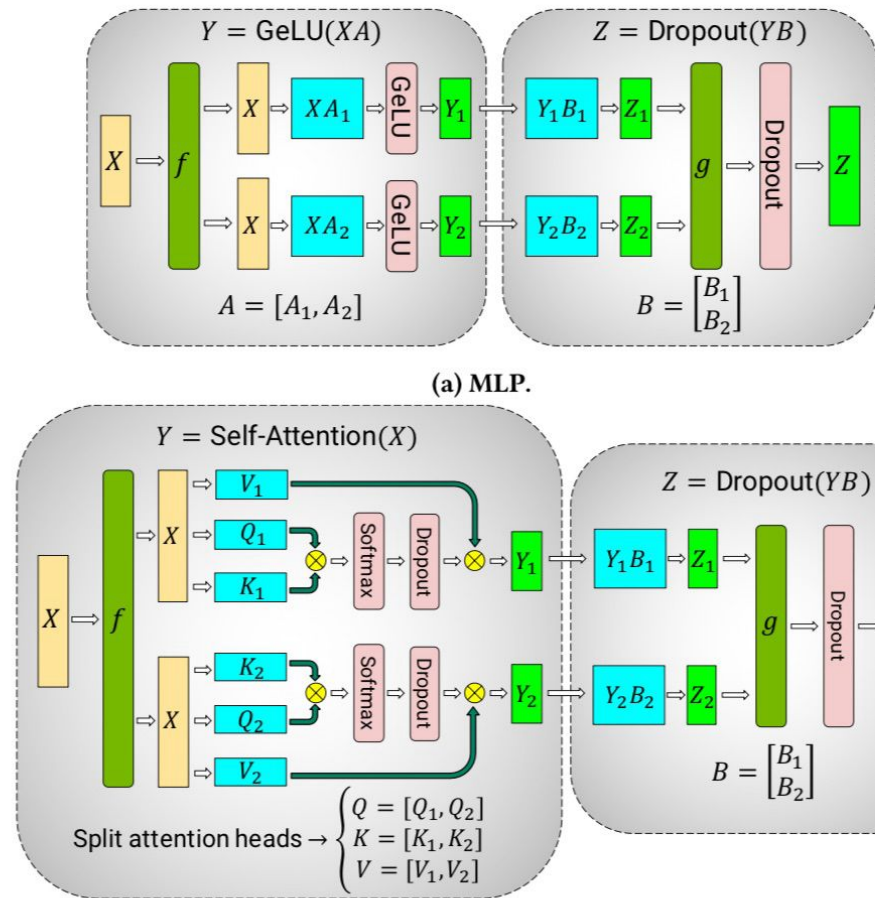 Y = GeLU(XA)
Z = Dropout(YB)
X
f
X
XA₁
GeLU
Y₁
Y₁B₁
Z₁
X
XA₂
GeLU
Y₂
Y₂B₂
Z₂
g
Dropout
Z
A = [A₁, A₂]
B = [B₁
B₂]
(a) MLP.
Y = Self-Attention(X)
Z = Dropout(YB)
X
f
X
V₁
Q₁
K₁
Softmax
Dropout
Y₁
Y₁B₁
Z₁
X
K₂
Q₂
V₂
Softmax
Dropout
Y₂
Y₂B₂
Z₂
g
Dropout
B = [B₁
B₂]
Split attention heads → { Q = [Q₁, Q₂]
K = [K₁, K₂]
V = [V₁, V₂]